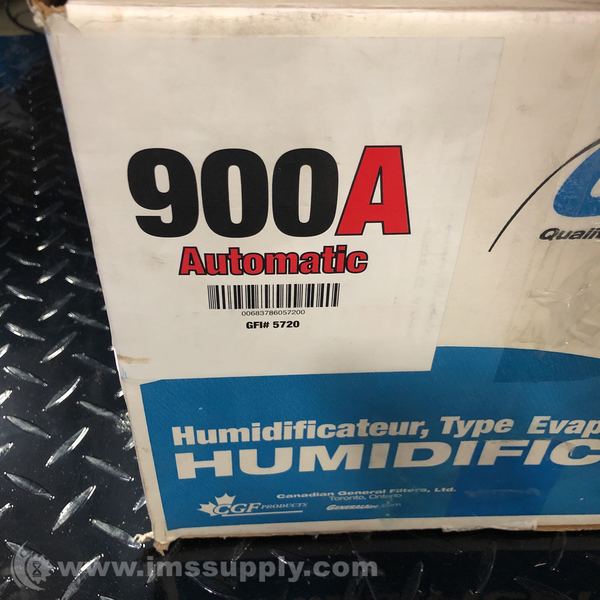 900A
Automatic
00683786057200
GFI# 5720
Humidificateur, Type Evap
HUMIDIFIC
Canadian General Filters, Ltd.
Toronto, Ontario
CGF PRODUCTS
www.imssupply.com